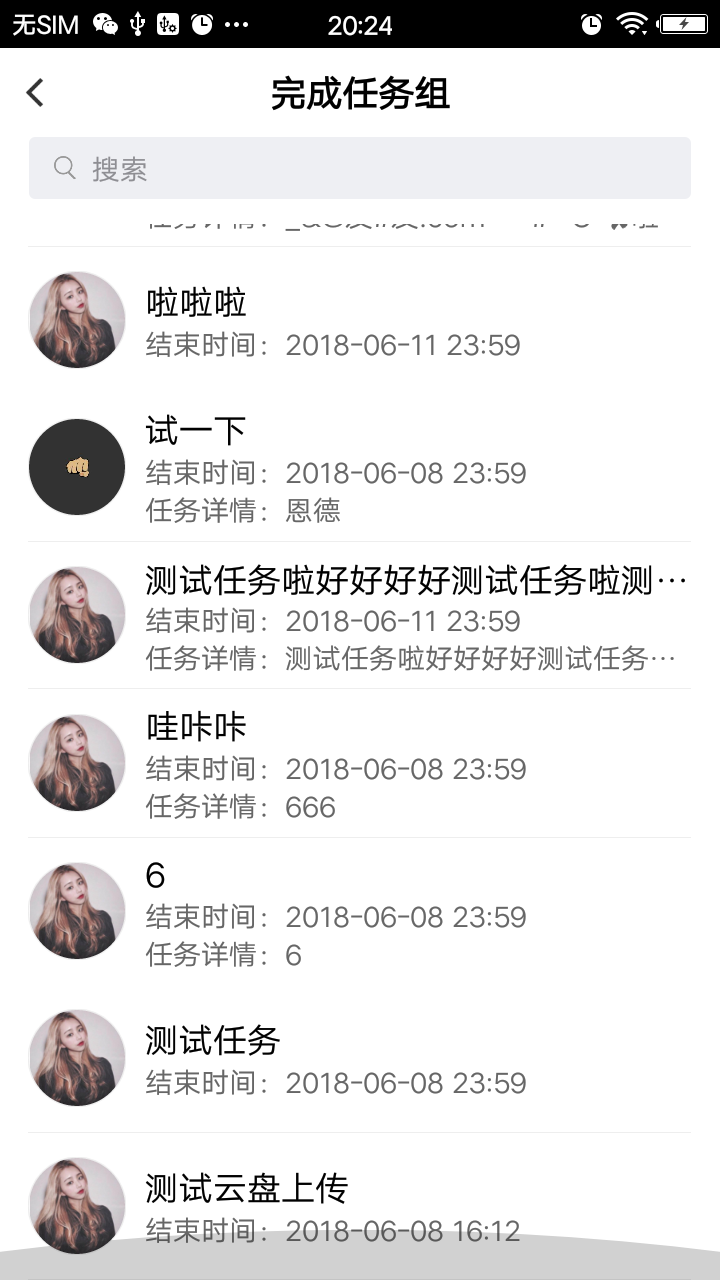 无SIM
20:24
完成任务组
搜索
啦啦啦
结束时间：2018-06-11 23:59
试一下
结束时间：2018-06-08 23:59
任务详情：恩德
测试任务啦好好好好测试任务啦测…
结束时间：2018-06-11 23:59
任务详情：测试任务啦好好好好测试任务…
哇咔咔
结束时间：2018-06-08 23:59
任务详情：666
6
结束时间：2018-06-08 23:59
任务详情：6
测试任务
结束时间：2018-06-08 23:59
测试云盘上传
结束时间：2018-06-08 16:12